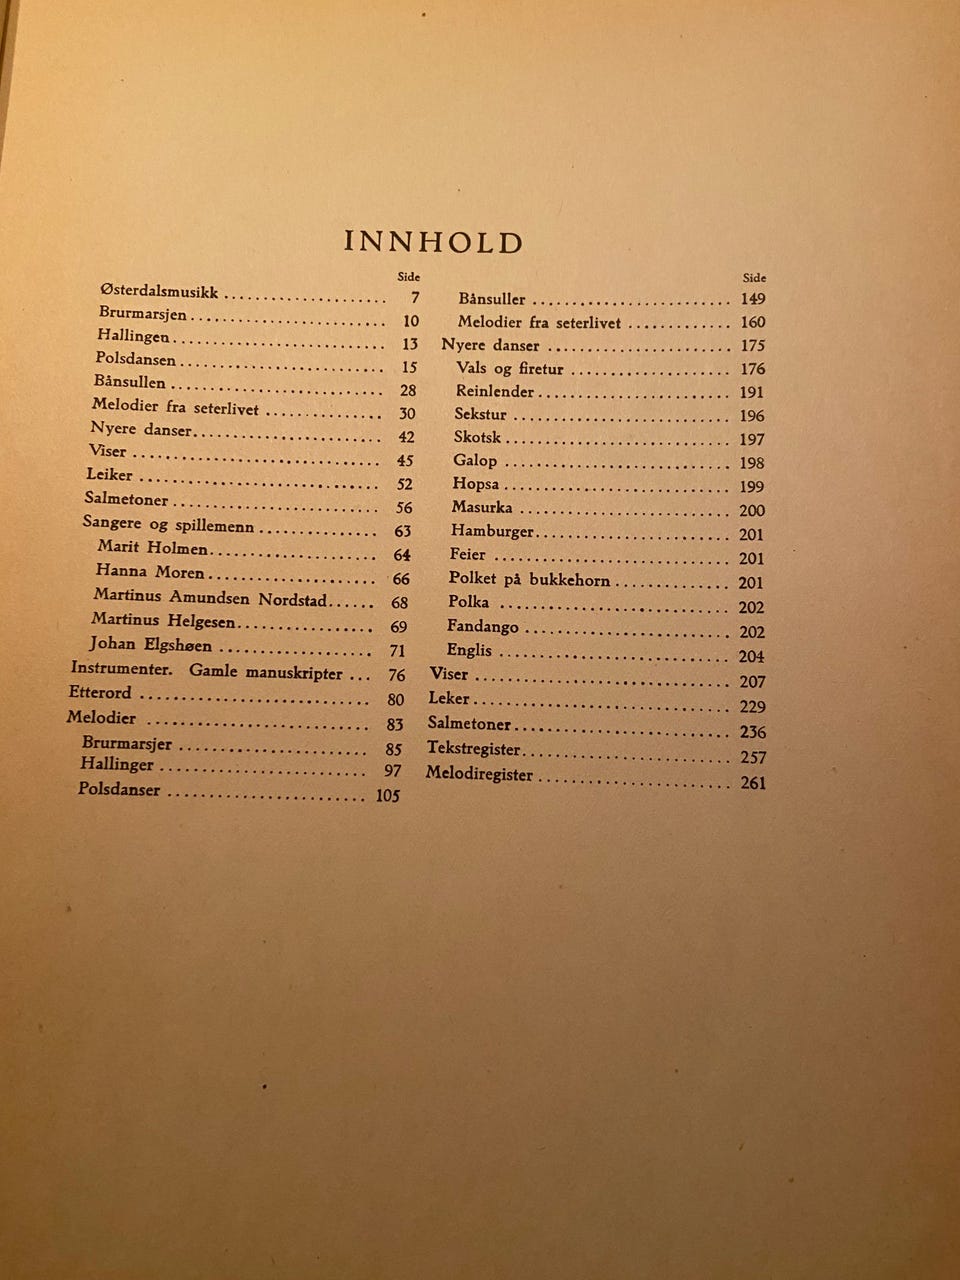 INNHOLD
Side
Østerdalsmusikk ..................... 7
Brurmarsjen ......................... 10
Hallingen ........................... 13
Polsdansen .......................... 15
Bånsullen ........................... 28
Melodier fra seterlivet ............. 30
Nyere danser ........................ 42
Viser ............................... 45
Leiker .............................. 52
Salmetoner .......................... 56
Sangere og spillemenn ............... 63
Marit Holmen ........................ 64
Hanna Moren ......................... 66
Martinus Amundsen Nordstad ...... 68
Martinus Helgesen ................... 69
Johan Elgshøen ...................... 71
Instrumenter. Gamle manuskripter ... 76
Etterord ............................ 80
Melodier ............................ 83
Brurmarsjer ......................... 85
Hallinger ........................... 97
Polsdanser .......................... 105
Side
Bånsuller ........................... 149
Melodier fra seterlivet ............. 160
Nyere danser ........................ 175
Vals og firetur ..................... 176
Reinlender .......................... 191
Sekstur ............................. 196
Skotsk .............................. 197
Galop ............................... 198
Hopsa ............................... 199
Masurka ............................. 200
Hamburger ........................... 201
Feier ............................... 201
Polket på bukkehorn ................. 201
Polka ............................... 202
Fandango ............................ 202
Englis .............................. 204
Viser ............................... 207
Leker ............................... 229
Salmetoner .......................... 236
Tekstregister ....................... 257
Melodiregister ...................... 261